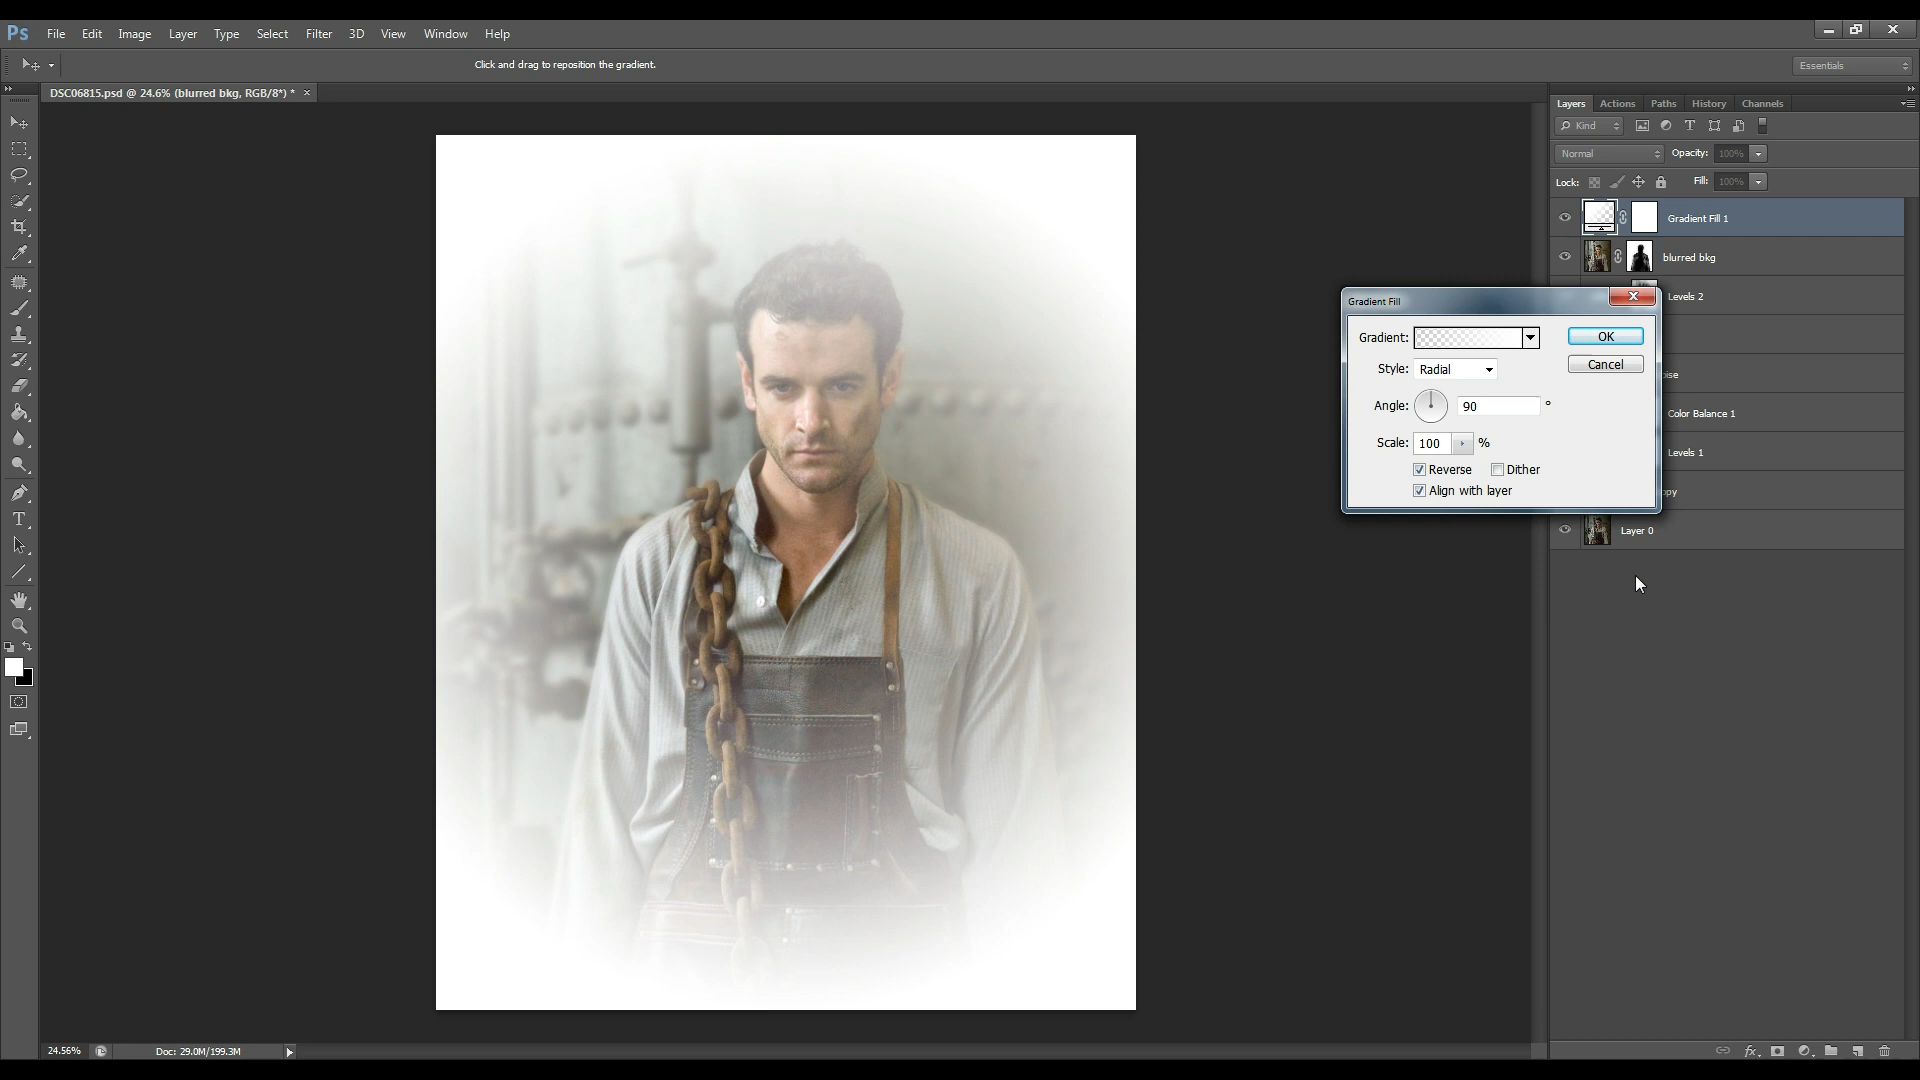 Ps File Edit Image Layer Type Select Filter 3D View Window Help
Click and drag to reposition the gradient.
Essentials
DSC06815.psd @ 24.6% (blurred bkg, RGB/8*) * ×
Layers Actions Paths History Channels
Kind
Normal Opacity: 100%
Lock: Fill: 100%
Gradient Fill 1
blurred bkg
Levels 2
Gradient Fill
Gradient: OK
Style: Radial Cancel
Angle: 90 °
Scale: 100 %
Reverse Dither
Align with layer
Color Balance 1
Levels 1
Layer 0
24.56% Doc: 29.0M/199.3M
fx